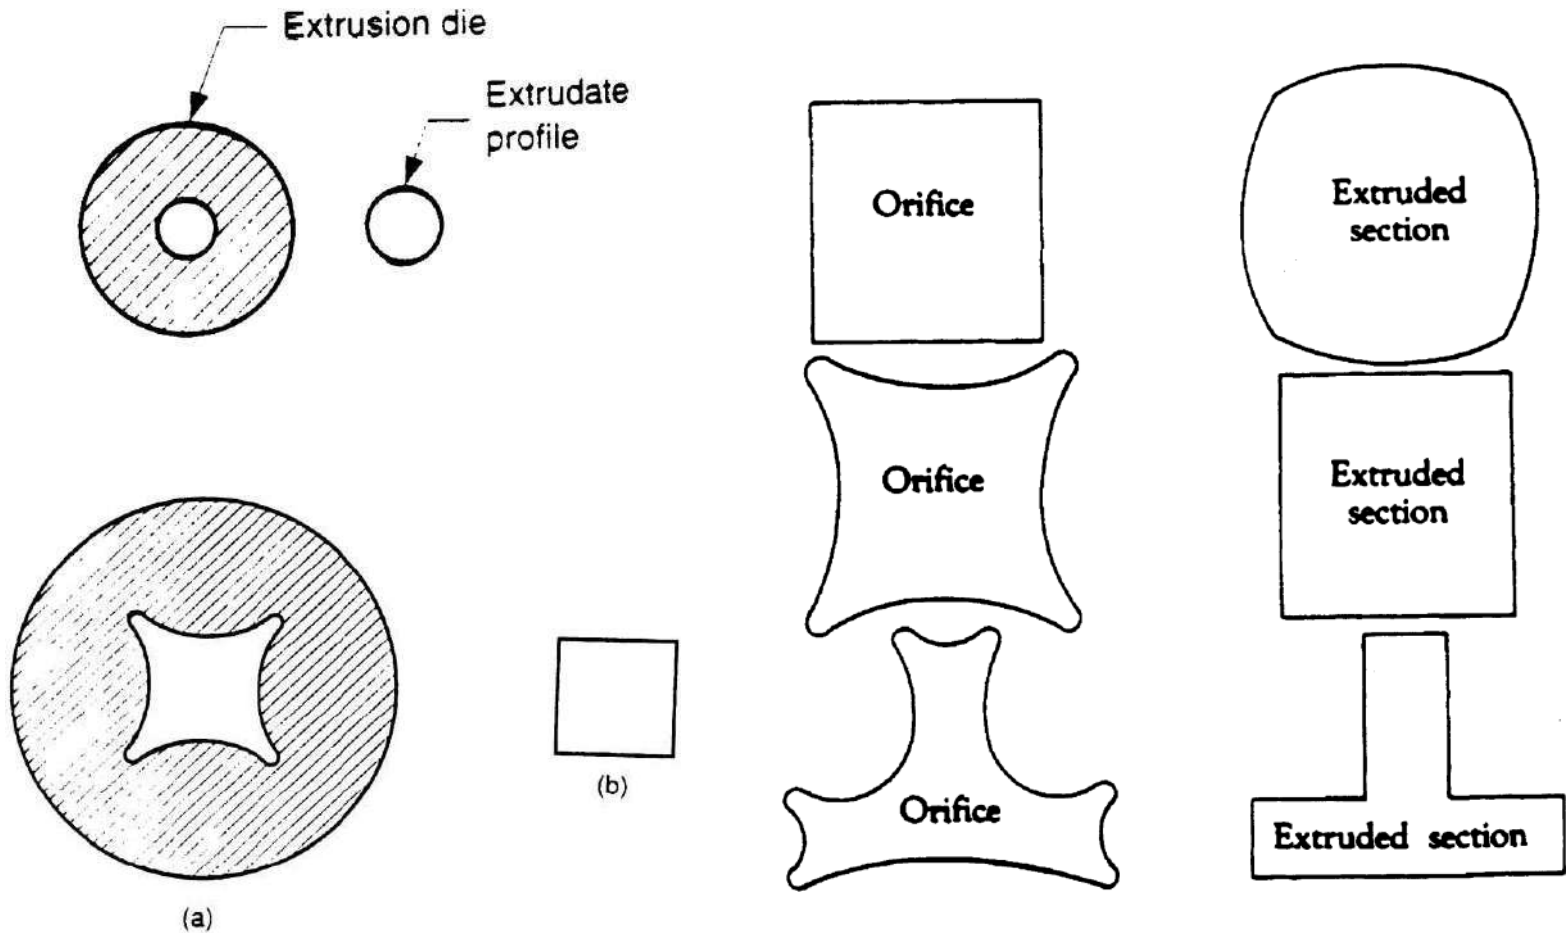 Extrusion die
Extrudate
profile
(a)
(b)
Orifice
Extruded
section
Orifice
Extruded
section
Orifice
Extruded section